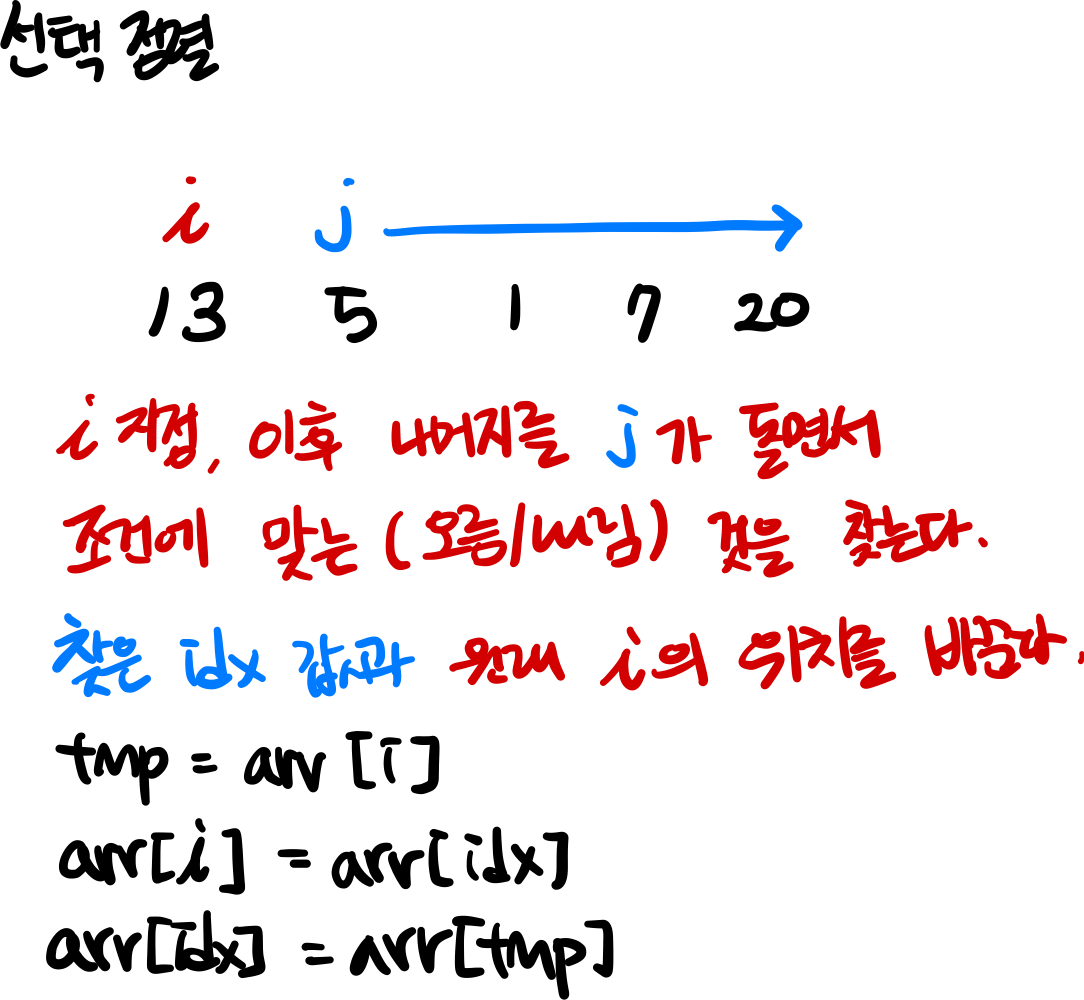 선택 정렬
i j
13 5 1 7 20
i 지점, 이후 나머지를 j가 돌면서
조건에 맞는 (오름/내림) 것을 찾는다.
찾은 idx 값과 원래 i의 위치를 바꾼다.
tmp = arr [i]
arr[i] = arr[idx]
arr[idx] = arr[tmp]